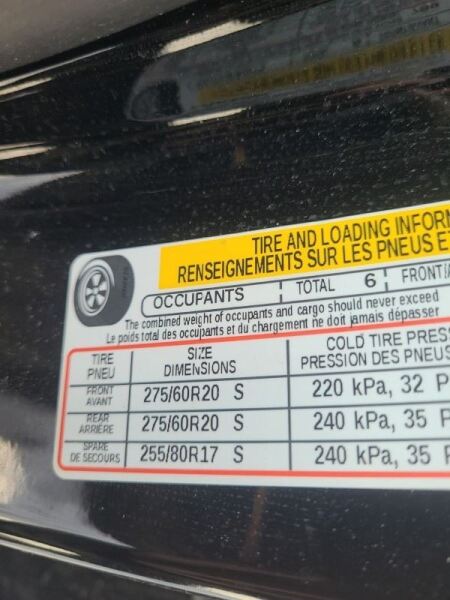 TIRE AND LOADING INFORM
RENSEIGNEMENTS SUR LES PNEUS ET
OCCUPANTS TOTAL 6 FRONT/A
The combined weight of occupants and cargo should never exceed
Le poids total des occupants et du chargement ne doit jamais dépasser
TIRE SIZE COLD TIRE PRES
PNEU DIMENSIONS PRESSION DES PNEUS
FRONT
AVANT 275/60R20 S 220 kPa, 32 P
REAR
ARRIÈRE 275/60R20 S 240 kPa, 35 P
SPARE
DE SECOURS 255/80R17 S 240 kPa, 35 P